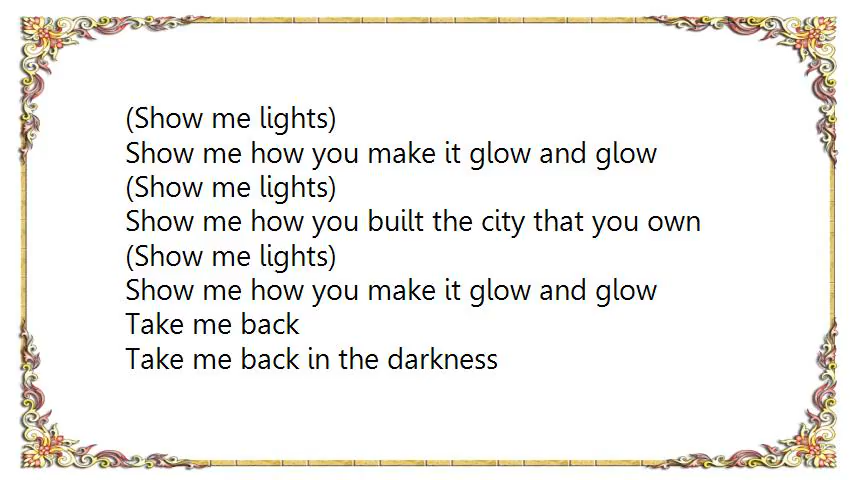 (Show me lights)
Show me how you make it glow and glow
(Show me lights)
Show me how you built the city that you own
(Show me lights)
Show me how you make it glow and glow
Take me back
Take me back in the darkness